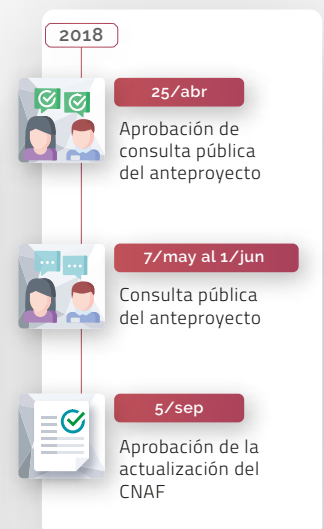 2018
25/abr
Aprobación de
consulta pública
del anteproyecto
7/may al 1/jun
Consulta pública
del anteproyecto
5/sep
Aprobación de la
actualización del
CNAF